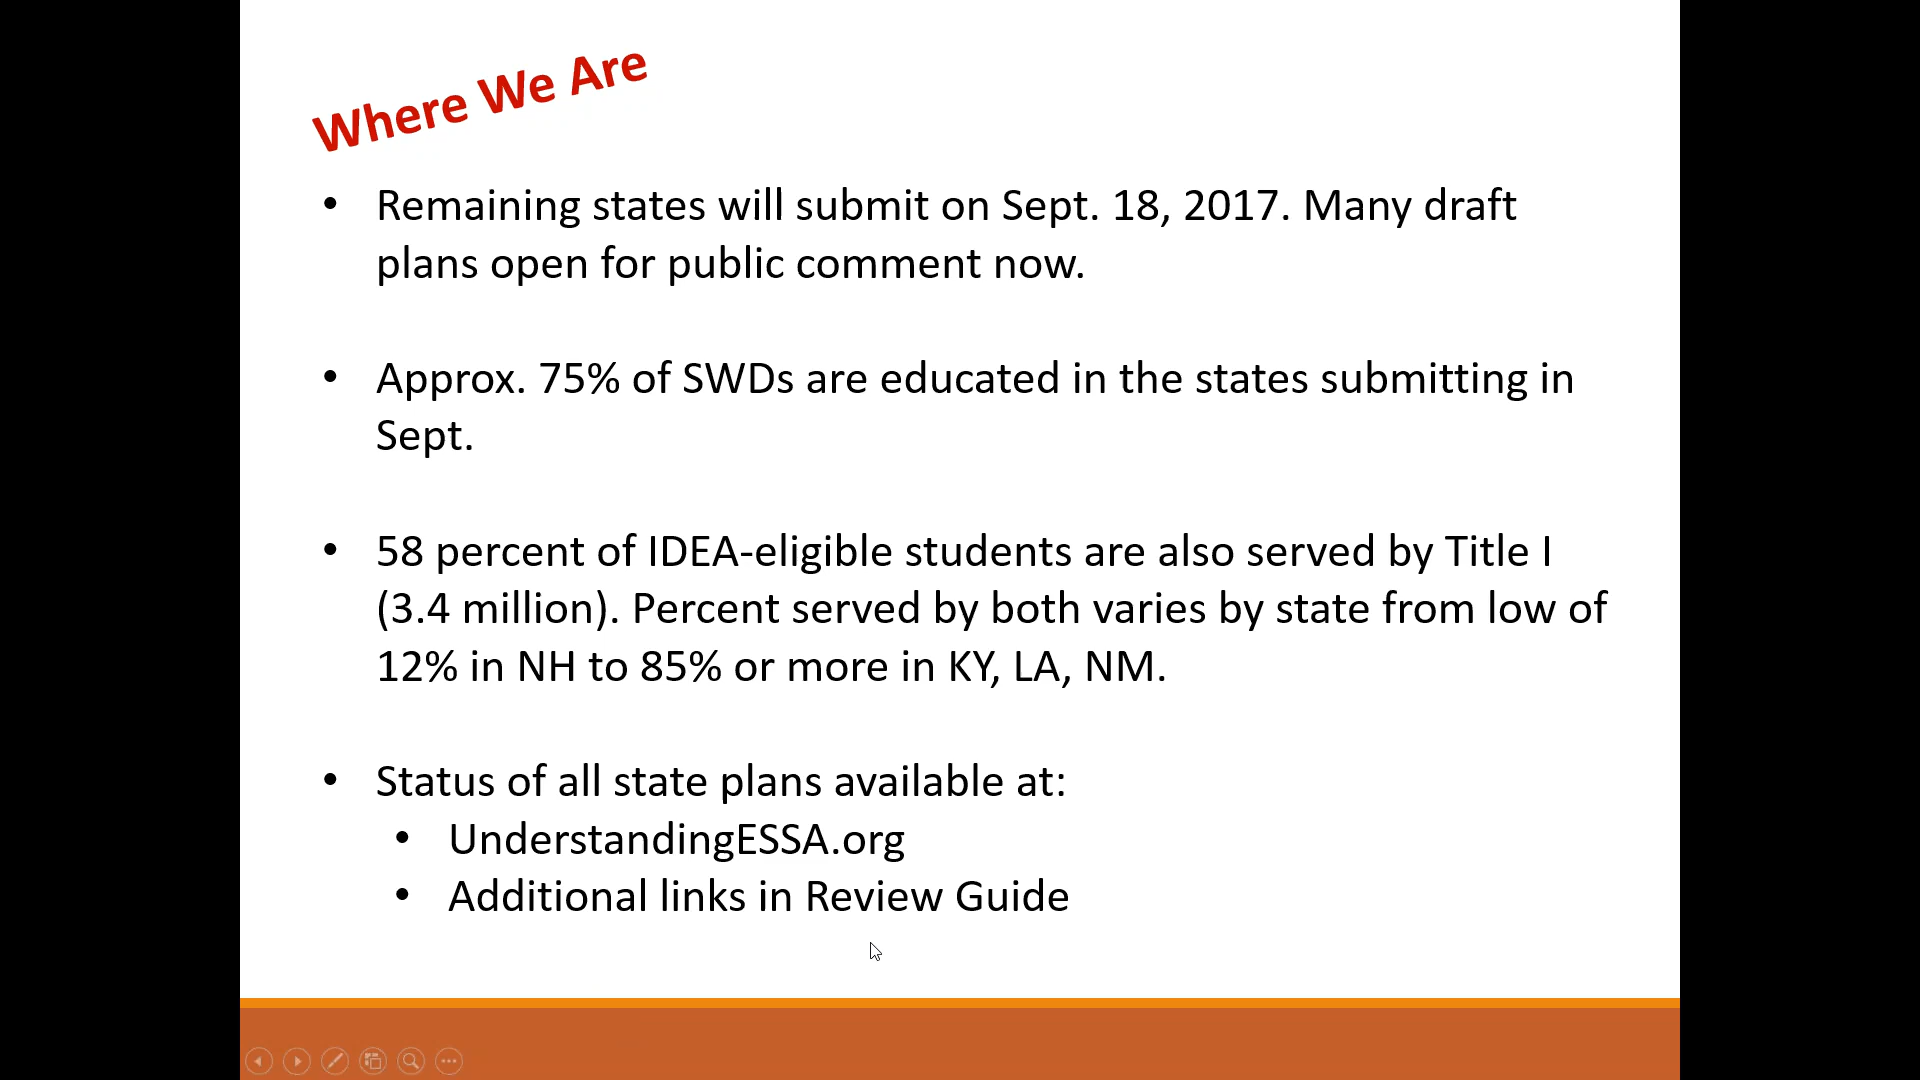 Where We Are
• Remaining states will submit on Sept. 18, 2017. Many draft
plans open for public comment now.
• Approx. 75% of SWDs are educated in the states submitting in
Sept.
• 58 percent of IDEA-eligible students are also served by Title I
(3.4 million). Percent served by both varies by state from low of
12% in NH to 85% or more in KY, LA, NM.
• Status of all state plans available at:
• UnderstandingESSA.org
• Additional links in Review Guide